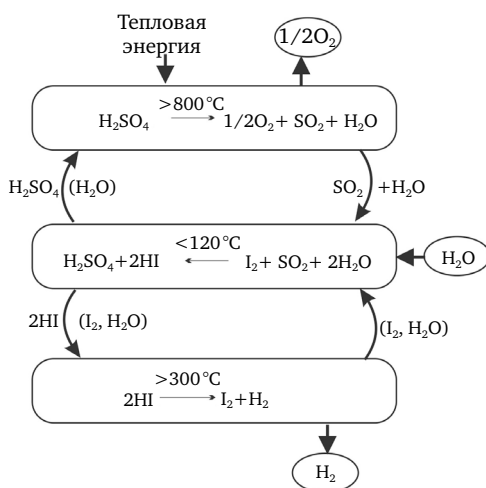 Тепловая
энергия
1/2O₂
>800°C
H₂SO₄ → 1/2O₂+ SO₂+ H₂O
H₂SO₄ (H₂O)
SO₂ +H₂O
<120°C
H₂SO₄+2HI ← I₂+ SO₂+ 2H₂O
H₂O
2HI (I₂, H₂O)
(I₂, H₂O)
>300°C
2HI → I₂+H₂
H₂